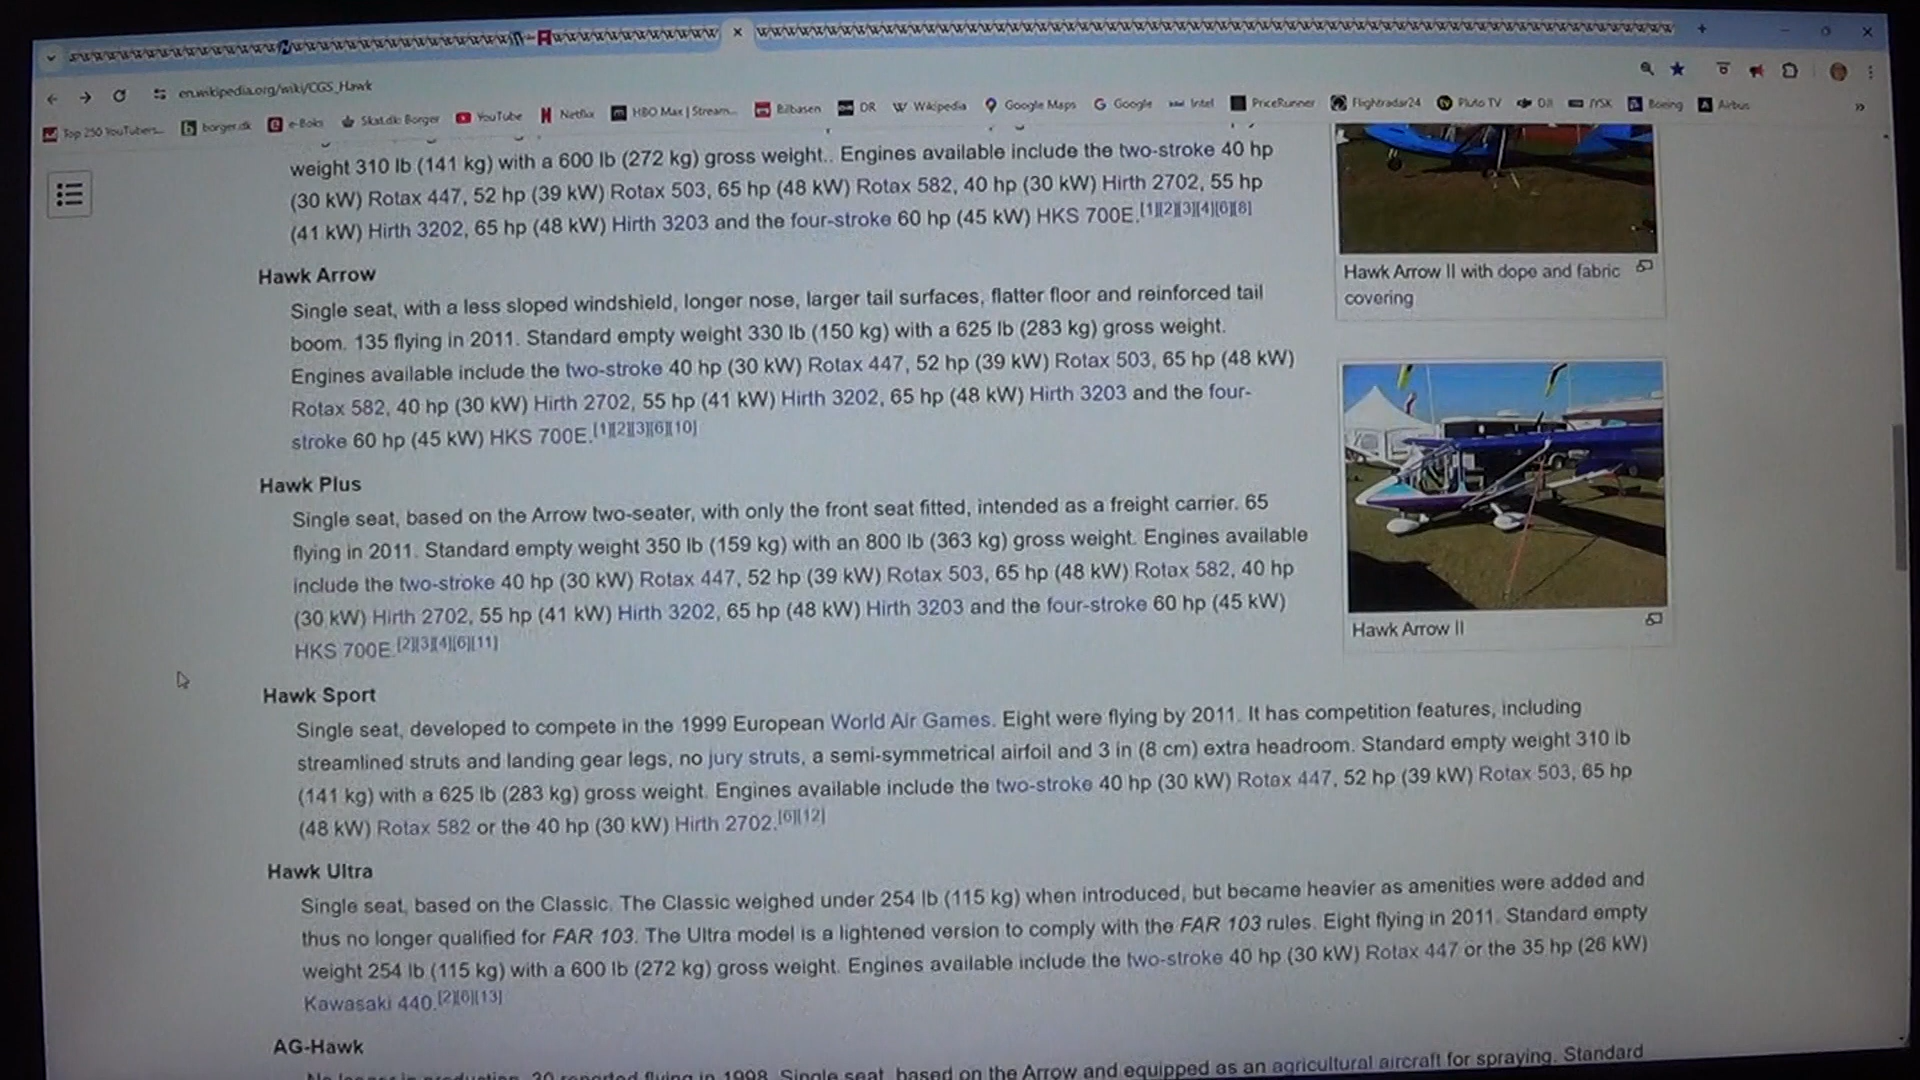 en.wikipedia.org/wiki/CGS_Hawk
Top 250 YouTubers... borger.dk e-Boks Skat.dk: Borger YouTube Netflix HBO Max | Stream... Bilbasen DR Wikipedia Google Maps Google Intel PriceRunner Flightradar24 Pluto TV DJI JYSK Boeing Airbus
weight 310 lb (141 kg) with a 600 lb (272 kg) gross weight.. Engines available include the two-stroke 40 hp
(30 kW) Rotax 447, 52 hp (39 kW) Rotax 503, 65 hp (48 kW) Rotax 582, 40 hp (30 kW) Hirth 2702, 55 hp
(41 kW) Hirth 3202, 65 hp (48 kW) Hirth 3203 and the four-stroke 60 hp (45 kW) HKS 700E.[1][2][3][4][6][8]
Hawk Arrow
Single seat, with a less sloped windshield, longer nose, larger tail surfaces, flatter floor and reinforced tail
boom. 135 flying in 2011. Standard empty weight 330 lb (150 kg) with a 625 lb (283 kg) gross weight.
Engines available include the two-stroke 40 hp (30 kW) Rotax 447, 52 hp (39 kW) Rotax 503, 65 hp (48 kW)
Rotax 582, 40 hp (30 kW) Hirth 2702, 55 hp (41 kW) Hirth 3202, 65 hp (48 kW) Hirth 3203 and the four-
stroke 60 hp (45 kW) HKS 700E.[1][2][3][6][10]
Hawk Plus
Single seat, based on the Arrow two-seater, with only the front seat fitted, intended as a freight carrier. 65
flying in 2011. Standard empty weight 350 lb (159 kg) with an 800 lb (363 kg) gross weight. Engines available
include the two-stroke 40 hp (30 kW) Rotax 447, 52 hp (39 kW) Rotax 503, 65 hp (48 kW) Rotax 582, 40 hp
(30 kW) Hirth 2702, 55 hp (41 kW) Hirth 3202, 65 hp (48 kW) Hirth 3203 and the four-stroke 60 hp (45 kW)
HKS 700E.[2][3][4][6][11]
Hawk Sport
Single seat, developed to compete in the 1999 European World Air Games. Eight were flying by 2011. It has competition features, including
streamlined struts and landing gear legs, no jury struts, a semi-symmetrical airfoil and 3 in (8 cm) extra headroom. Standard empty weight 310 lb
(141 kg) with a 625 lb (283 kg) gross weight. Engines available include the two-stroke 40 hp (30 kW) Rotax 447, 52 hp (39 kW) Rotax 503, 65 hp
(48 kW) Rotax 582 or the 40 hp (30 kW) Hirth 2702.[6][12]
Hawk Ultra
Single seat, based on the Classic. The Classic weighed under 254 lb (115 kg) when introduced, but became heavier as amenities were added and
thus no longer qualified for FAR 103. The Ultra model is a lightened version to comply with the FAR 103 rules. Eight flying in 2011. Standard empty
weight 254 lb (115 kg) with a 600 lb (272 kg) gross weight. Engines available include the two-stroke 40 hp (30 kW) Rotax 447 or the 35 hp (26 kW)
Kawasaki 440.[2][6][13]
AG-Hawk
No longer in production, 20 reported flying in 1998. Single seat, based on the Arrow and equipped as an agricultural aircraft for spraying. Standard
Hawk Arrow II with dope and fabric
covering
Hawk Arrow II